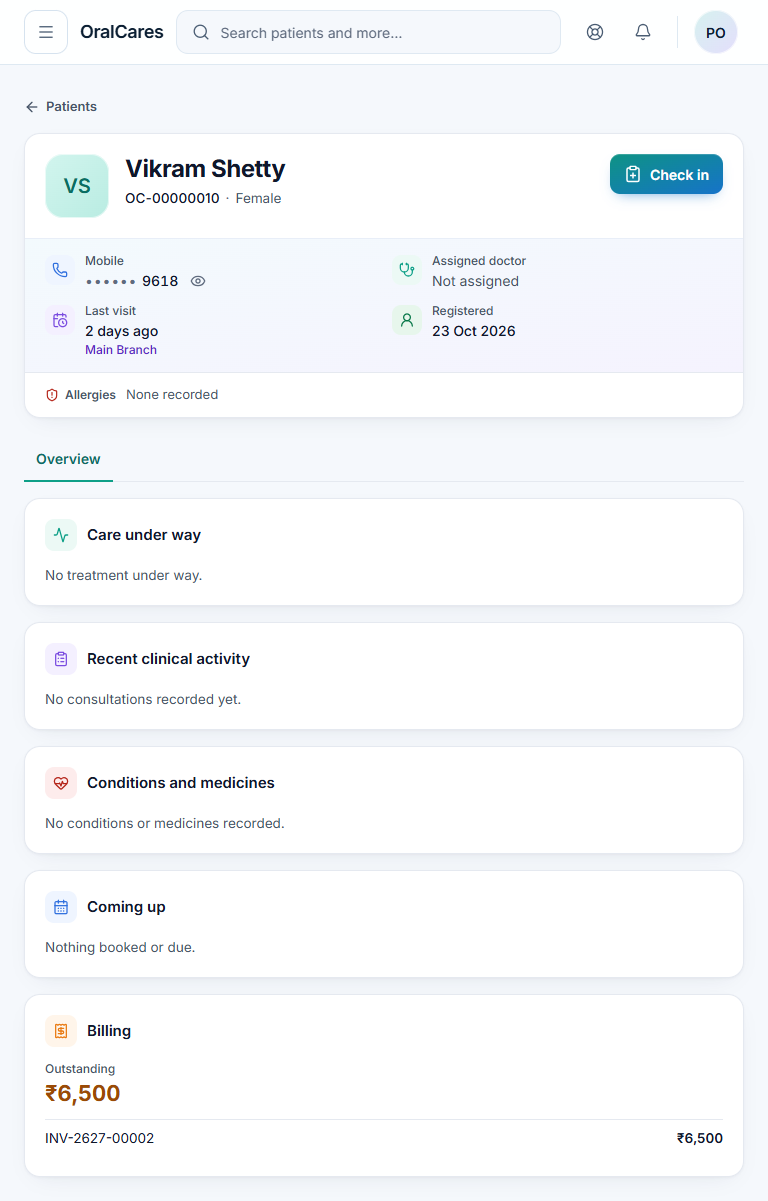 OralCares
Search patients and more...
PO
Patients
VS
Vikram Shetty
OC-00000010 · Female
Check in
Mobile
•••••• 9618
Assigned doctor
Not assigned
Last visit
2 days ago
Main Branch
Registered
23 Oct 2026
Allergies None recorded
Overview
Care under way
No treatment under way.
Recent clinical activity
No consultations recorded yet.
Conditions and medicines
No conditions or medicines recorded.
Coming up
Nothing booked or due.
Billing
Outstanding
₹6,500
INV-2627-00002 ₹6,500